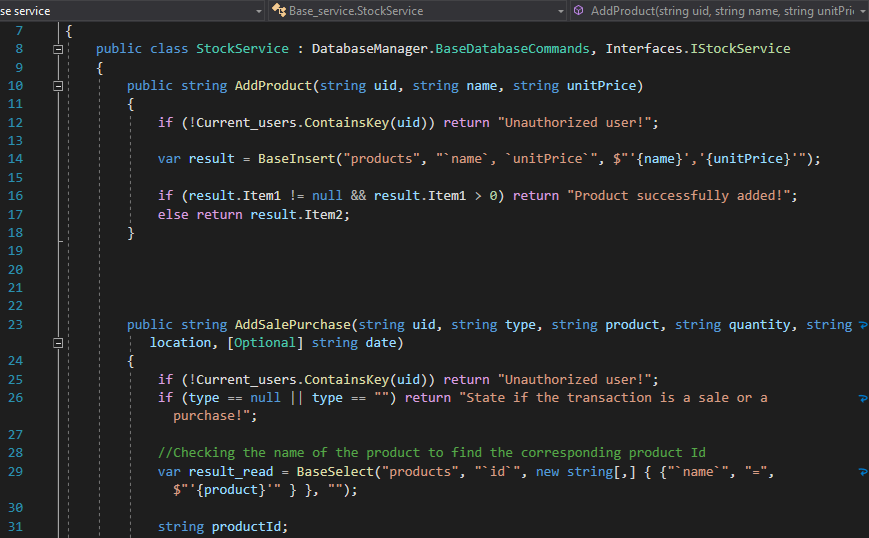 se service Base_service.StockService AddProduct(string uid, string name, string unitPri
7 {
8 public class StockService : DatabaseManager.BaseDatabaseCommands, Interfaces.IStockService
9 {
10 public string AddProduct(string uid, string name, string unitPrice)
11 {
12 if (!Current_users.ContainsKey(uid)) return "Unauthorized user!";
13
14 var result = BaseInsert("products", "`name`, `unitPrice`", $"'{name}','{unitPrice}'");
15
16 if (result.Item1 != null && result.Item1 > 0) return "Product successfully added!";
17 else return result.Item2;
18 }
19
20
21
22
23 public string AddSalePurchase(string uid, string type, string product, string quantity, string
location, [Optional] string date)
24 {
25 if (!Current_users.ContainsKey(uid)) return "Unauthorized user!";
26 if (type == null || type == "") return "State if the transaction is a sale or a
purchase!";
27
28 //Checking the name of the product to find the corresponding product Id
29 var result_read = BaseSelect("products", "`id`", new string[,] { {"`name`", "=",
$"'{product}'" } }, "");
30
31 string productId;